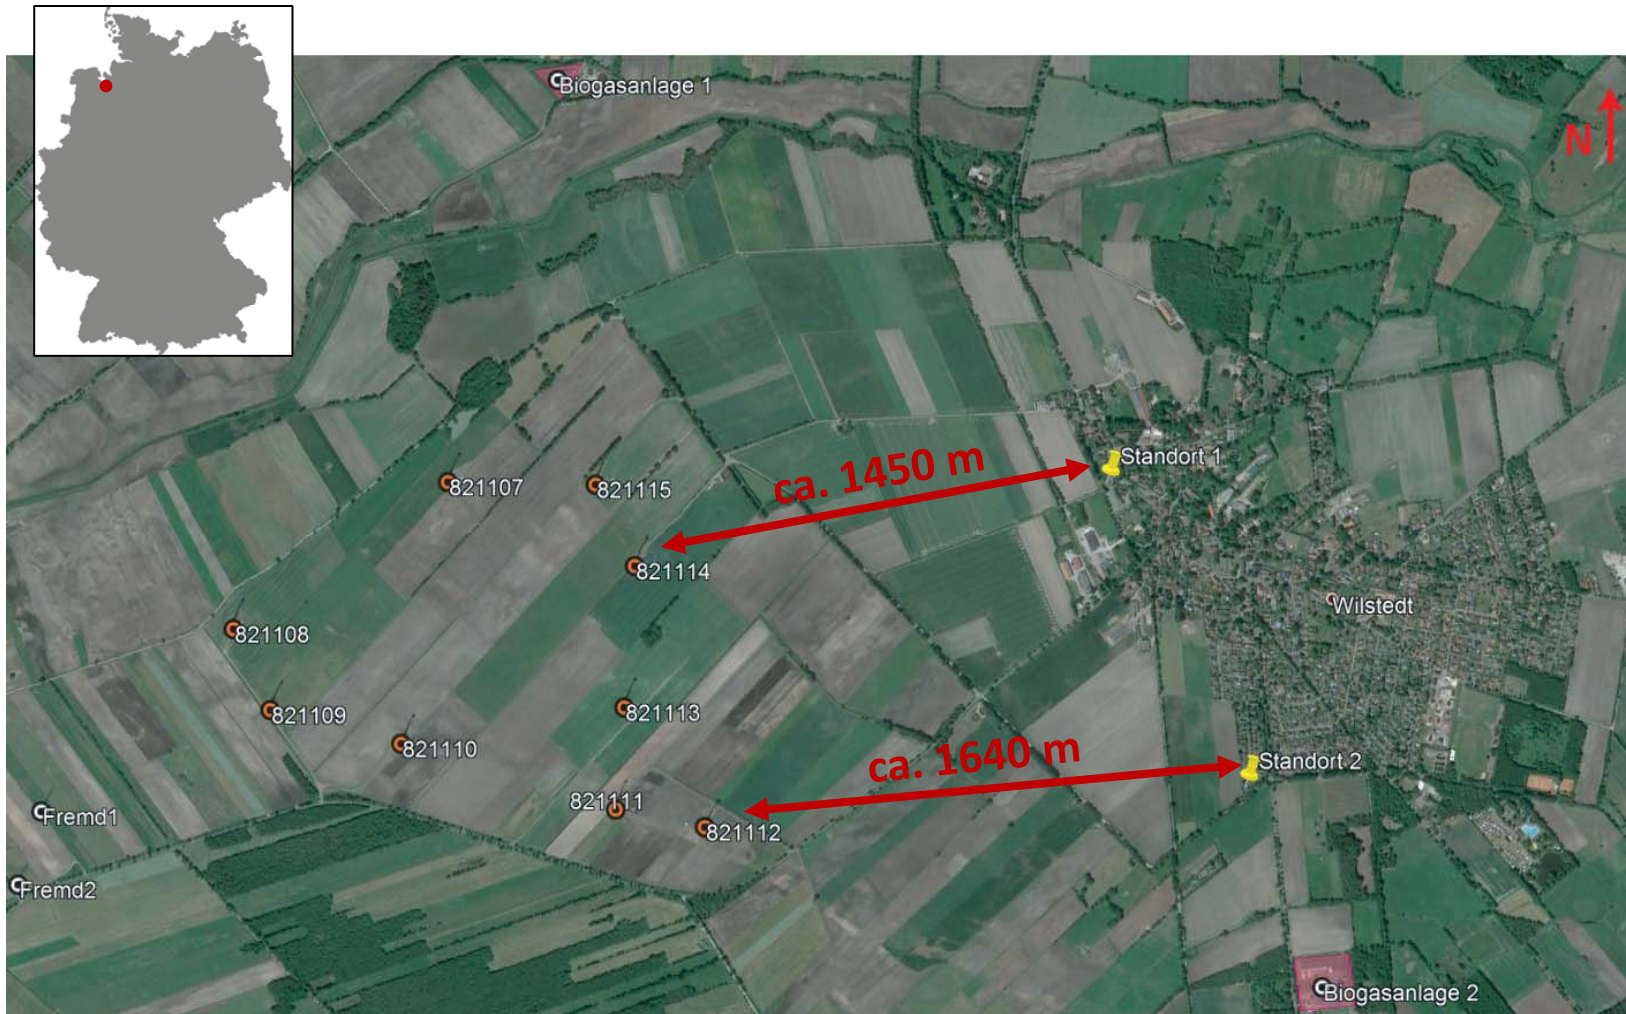 Biogasanlage 1
N
ca. 1450 m
Standort 1
821107
821115
821114
Wilstedt
821108
821109
821113
821110
ca. 1640 m
Standort 2
821111
821112
Fremd1
Fremd2
Biogasanlage 2